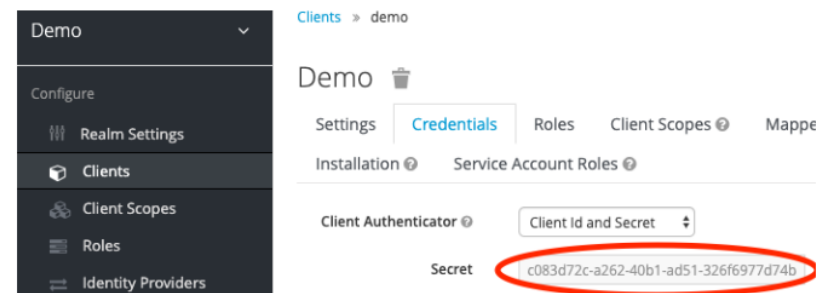 Clients » demo
Demo
Demo
Configure
Settings Credentials Roles Client Scopes Mappe
Realm Settings
Installation Service Account Roles
Clients
Client Scopes
Client Authenticator Client Id and Secret
Roles
Secret c083d72c-a262-40b1-ad51-326f6977d74b
Identity Providers